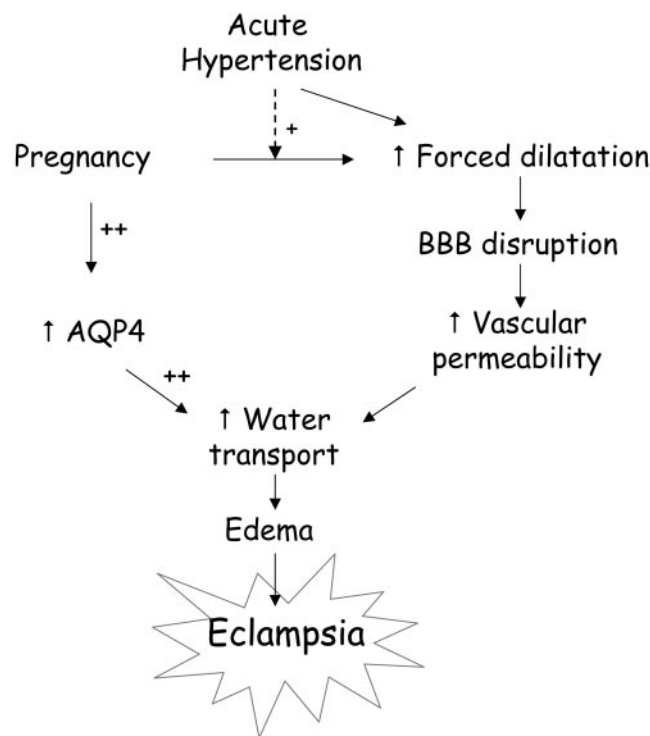 Acute
Hypertension
+
Pregnancy
↑ Forced dilatation
++
BBB disruption
↑ AQP4
↑ Vascular
permeability
++
↑ Water
transport
Edema
Eclampsia